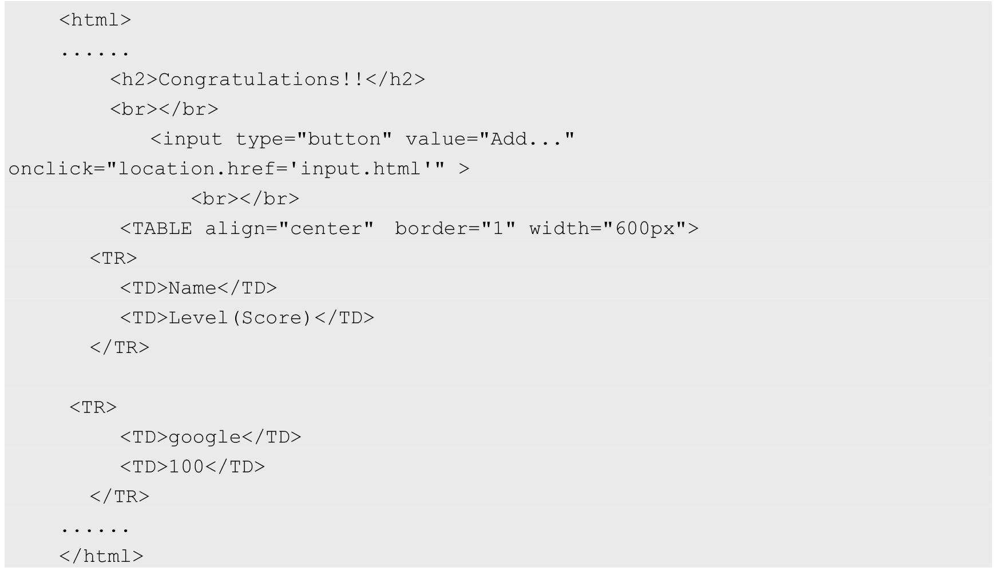 <html>
......
<h2>Congratulations!!</h2>
<br></br>
<input type="button" value="Add..."
onclick="location.href='input.html'" >
<br></br>
<TABLE align="center" border="1" width="600px">
<TR>
<TD>Name</TD>
<TD>Level(Score)</TD>
</TR>
<TR>
<TD>google</TD>
<TD>100</TD>
</TR>
......
</html>